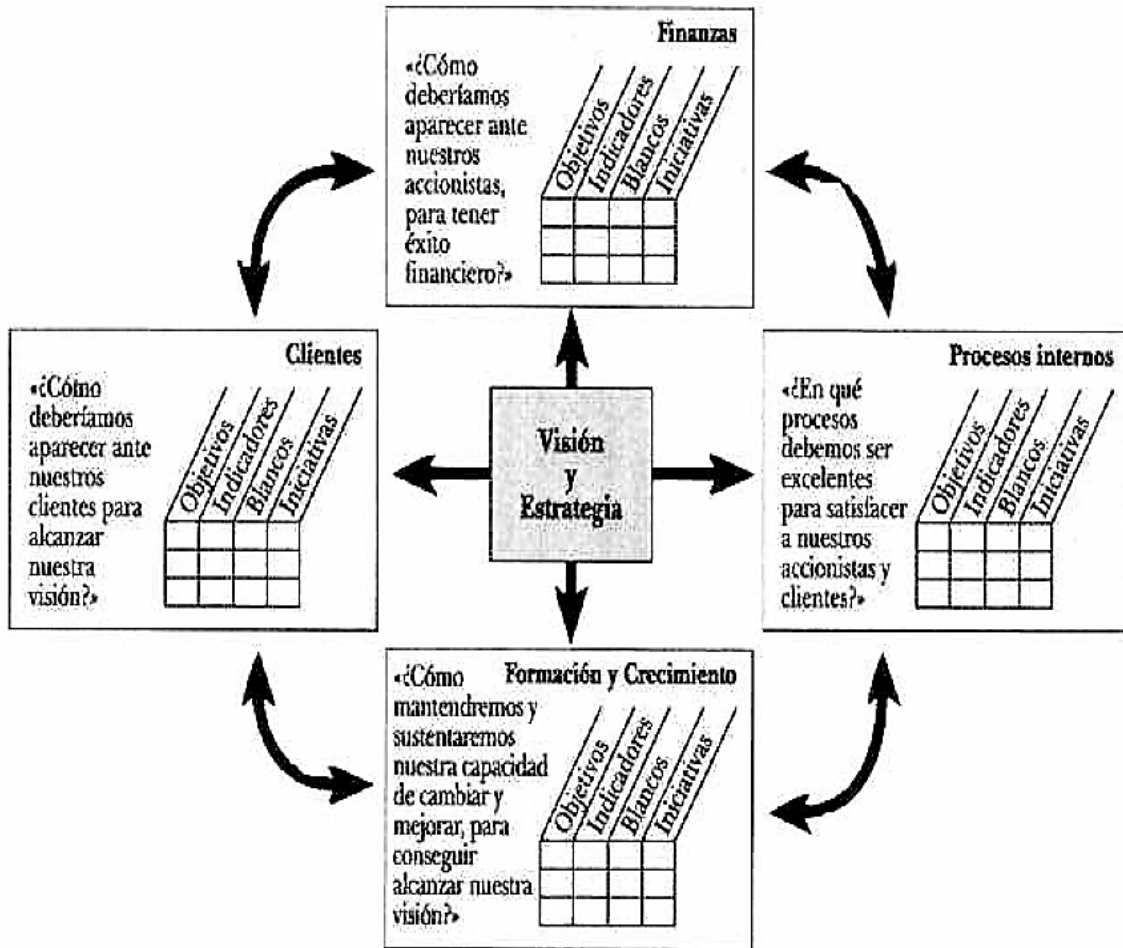 Finanzas
«¿Cómo
deberíamos
aparecer ante
nuestros
accionistas,
para tener
éxito
financiero?»
Objetivos
Indicadores
Blancos
Iniciativas
Clientes
«¿Cómo
deberíamos
aparecer ante
nuestros
clientes para
alcanzar
nuestra
visión?»
Objetivos
Indicadores
Blancos
Iniciativas
Visión
y
Estrategia
Procesos internos
«¿En qué
procesos
debemos ser
excelentes
para satisfacer
a nuestros
accionistas y
clientes?»
Objetivos
Indicadores
Blancos
Iniciativas
Formación y Crecimiento
«¿Cómo
mantendremos y
sustentaremos
nuestra capacidad
de cambiar y
mejorar, para
conseguir
alcanzar nuestra
visión?»
Objetivos
Indicadores
Blancos
Iniciativas